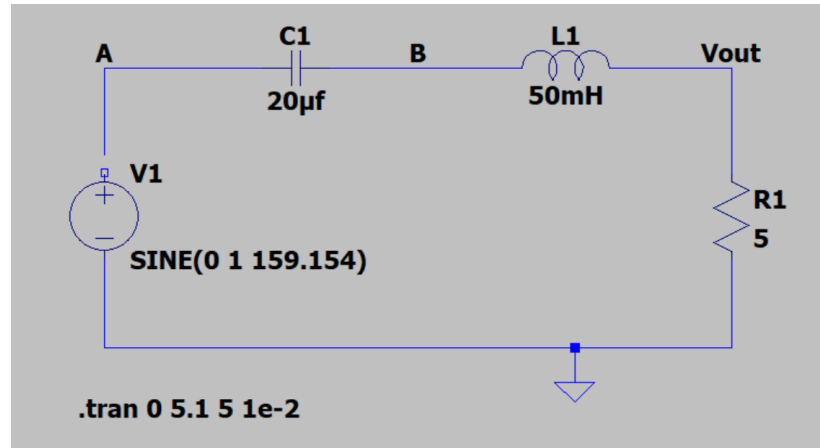 A
C1
20µf
B
L1
50mH
Vout
V1
SINE(0 1 159.154)
R1
5
.tran 0 5.1 5 1e-2